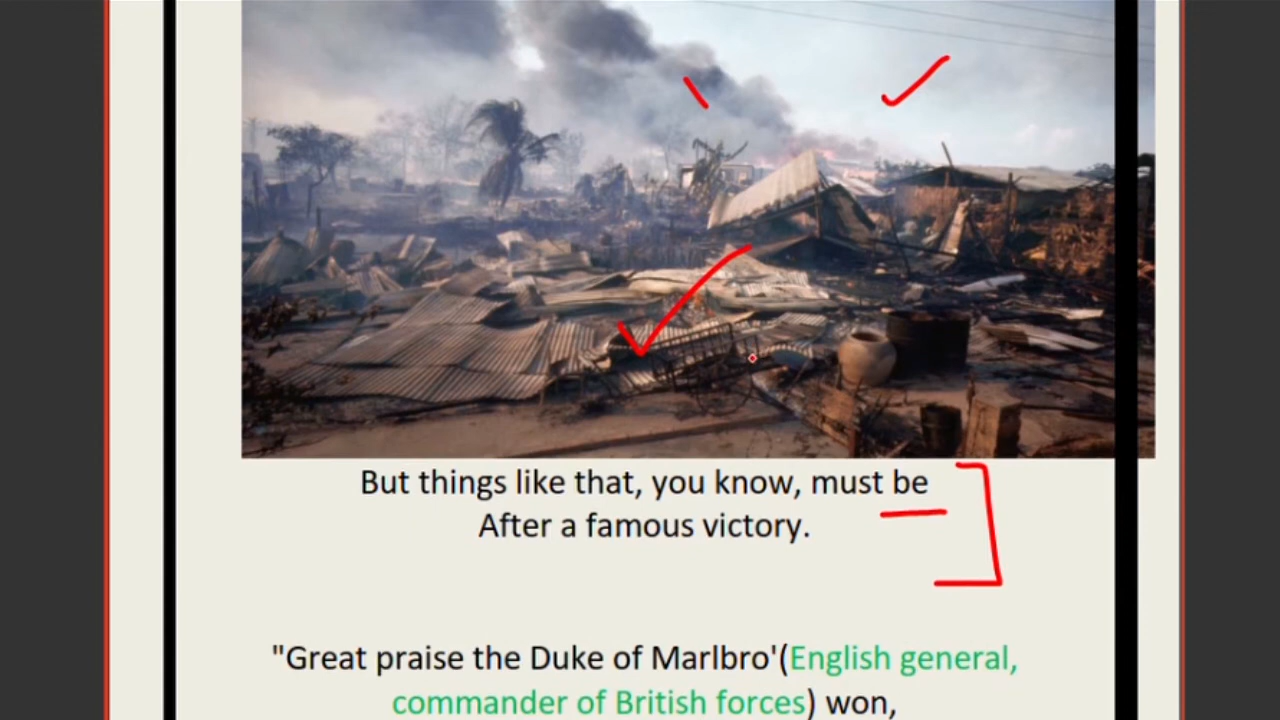 But things like that, you know, must be
After a famous victory.
"Great praise the Duke of Marlbro'(English general,
commander of British forces) won,